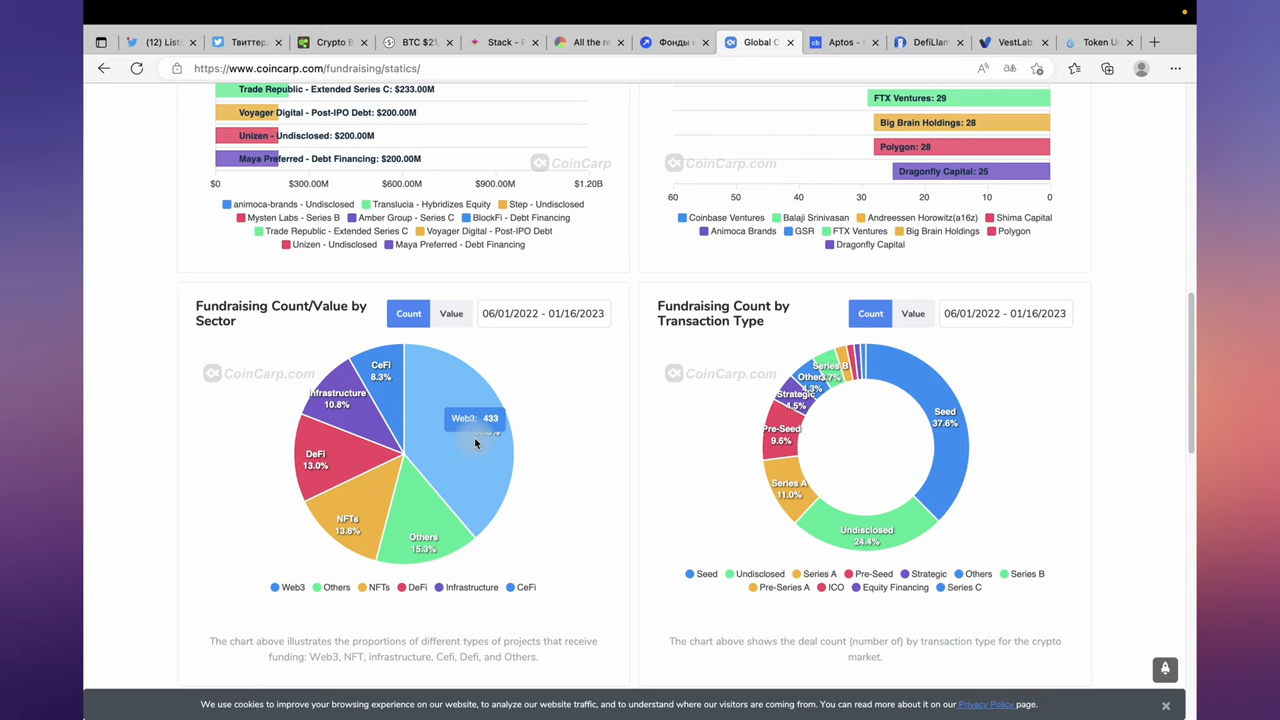 (12) List
Твиттер
Crypto B
BTC $21,
Stack - F
All the re
Фонды и
Global C
Aptos -
DefiLlam
VestLab
Token U
https://www.coincarp.com/fundraising/statics/
Trade Republic - Extended Series C: $233.00M
Voyager Digital - Post-IPO Debt: $200.00M
Unizen - Undisclosed: $200.00M
Maya Preferred - Debt Financing: $200.00M
CoinCarp
$0 $300.00M $600.00M $900.00M $1.20B
animoca-brands - Undisclosed Translucia - Hybridizes Equity Step - Undisclosed
Mysten Labs - Series B Amber Group - Series C BlockFi - Debt Financing
Trade Republic - Extended Series C Voyager Digital - Post-IPO Debt
Unizen - Undisclosed Maya Preferred - Debt Financing
FTX Ventures: 29
Big Brain Holdings: 28
Polygon: 28
CoinCarp.com
Dragonfly Capital: 25
60 50 40 30 20 10 0
Coinbase Ventures Balaji Srinivasan Andreessen Horowitz(a16z) Shima Capital
Animoca Brands GSR FTX Ventures Big Brain Holdings Polygon
Dragonfly Capital
Fundraising Count/Value by
Sector
Count Value
06/01/2022 - 01/16/2023
CoinCarp.com
CeFi
8.3%
Infrastructure
10.8%
Web3: 433
DeFi
13.0%
NFTs
13.8%
Others
15.3%
Web3 Others NFTs DeFi Infrastructure CeFi
The chart above illustrates the proportions of different types of projects that receive
funding: Web3, NFT, infrastructure, Cefi, Defi, and Others.
Fundraising Count by
Transaction Type
Count Value
06/01/2022 - 01/16/2023
CoinCarp.com
Series B
Others
4.3%
Strategic
4.5%
Seed
37.6%
Pre-Seed
9.6%
Series A
11.0%
Undisclosed
24.4%
Seed Undisclosed Series A Pre-Seed Strategic Others Series B
Pre-Series A ICO Equity Financing Series C
The chart above shows the deal count (number of) by transaction type for the crypto
market.
We use cookies to improve your browsing experience on our website, to analyze our website traffic, and to understand where our visitors are coming from. You can read more about it on our Privacy Policy page.